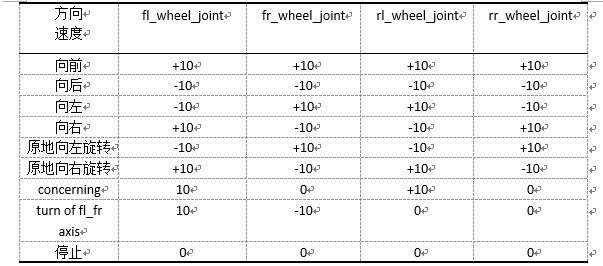 方向
速度 fl_wheel_joint fr_wheel_joint rl_wheel_joint rr_wheel_joint
向前 +10 +10 +10 +10
向后 -10 -10 -10 -10
向左 -10 +10 +10 -10
向右 +10 -10 -10 +10
原地向左旋转 -10 +10 -10 +10
原地向右旋转 +10 -10 +10 -10
concerning 10 0 +10 0
turn of fl_fr 10 -10 0 0
axis
停止 0 0 0 0